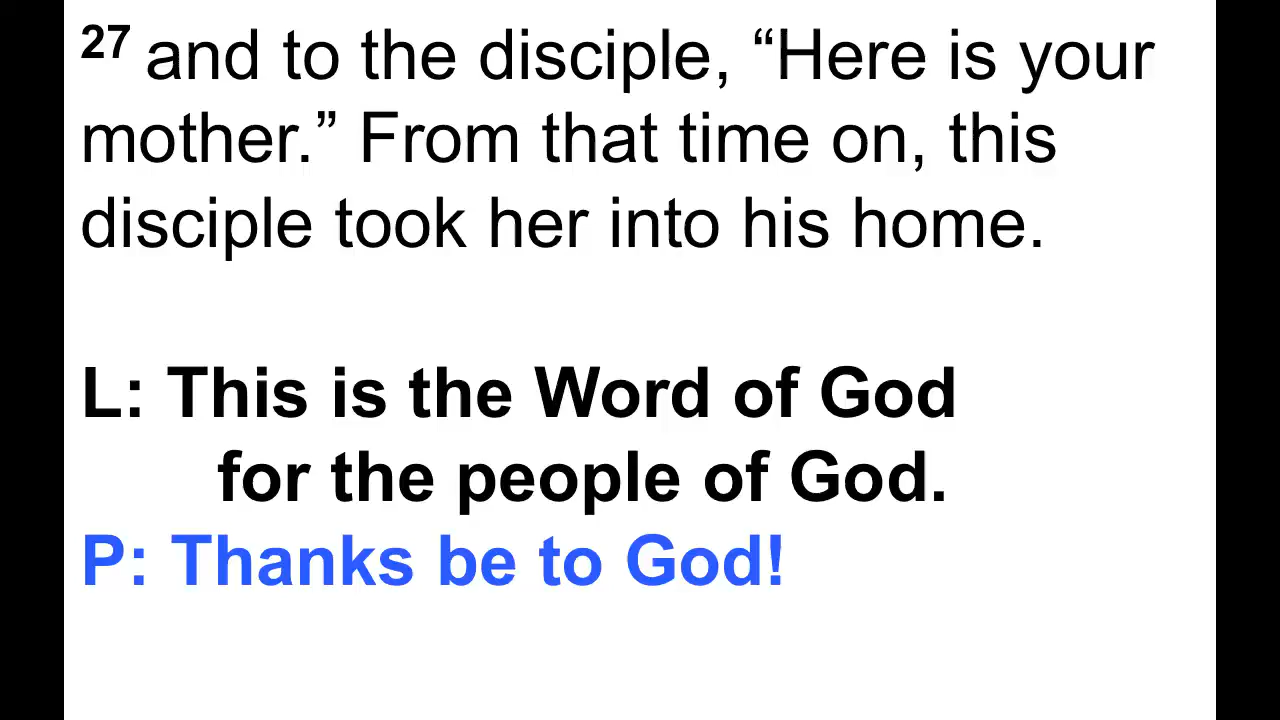 27 and to the disciple, “Here is your
mother.” From that time on, this
disciple took her into his home.
L: This is the Word of God
for the people of God.
P: Thanks be to God!